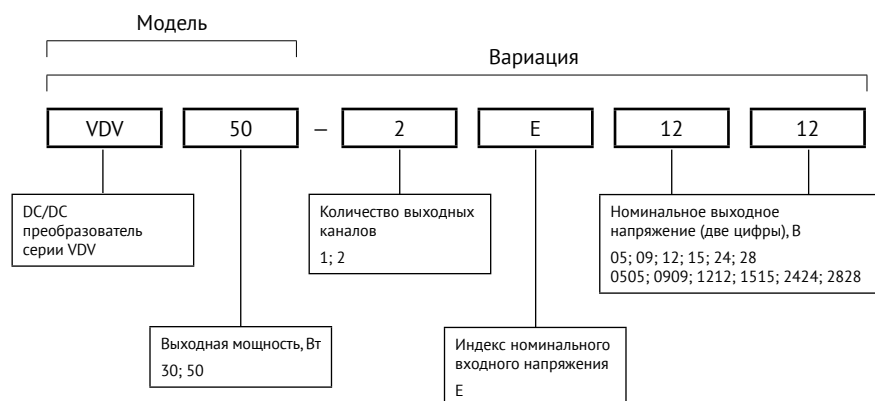 Модель
Вариация
VDV 50 – 2 E 12 12
DC/DC
преобразователь
серии VDV
Количество выходных
каналов
1; 2
Номинальное выходное
напряжение (две цифры), В
05; 09; 12; 15; 24; 28
0505; 0909; 1212; 1515; 2424; 2828
Выходная мощность, Вт
30; 50
Индекс номинального
входного напряжения
E